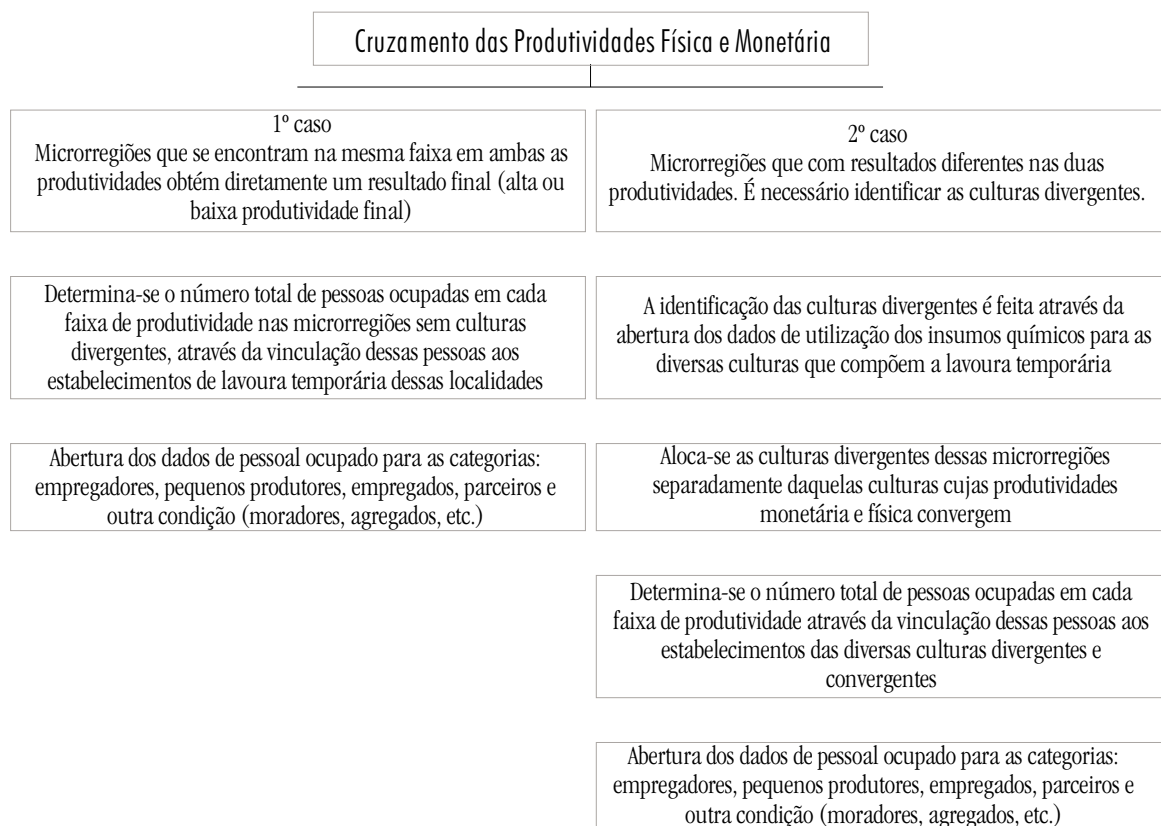 Cruzamento das Produtividades Física e Monetária
1º caso
Microrregiões que se encontram na mesma faixa em ambas as
produtividades obtém diretamente um resultado final (alta ou
baixa produtividade final)
Determina-se o número total de pessoas ocupadas em cada
faixa de produtividade nas microrregiões sem culturas
divergentes, através da vinculação dessas pessoas aos
estabelecimentos de lavoura temporária dessas localidades
Abertura dos dados de pessoal ocupado para as categorias:
empregadores, pequenos produtores, empregados, parceiros e
outra condição (moradores, agregados, etc.)
2º caso
Microrregiões que com resultados diferentes nas duas
produtividades. É necessário identificar as culturas divergentes.
A identificação das culturas divergentes é feita através da
abertura dos dados de utilização dos insumos químicos para as
diversas culturas que compõem a lavoura temporária
Aloca-se as culturas divergentes dessas microrregiões
separadamente daquelas culturas cujas produtividades
monetária e física convergem
Determina-se o número total de pessoas ocupadas em cada
faixa de produtividade através da vinculação dessas pessoas aos
estabelecimentos das diversas culturas divergentes e
convergentes
Abertura dos dados de pessoal ocupado para as categorias:
empregadores, pequenos produtores, empregados, parceiros e
outra condição (moradores, agregados, etc.)